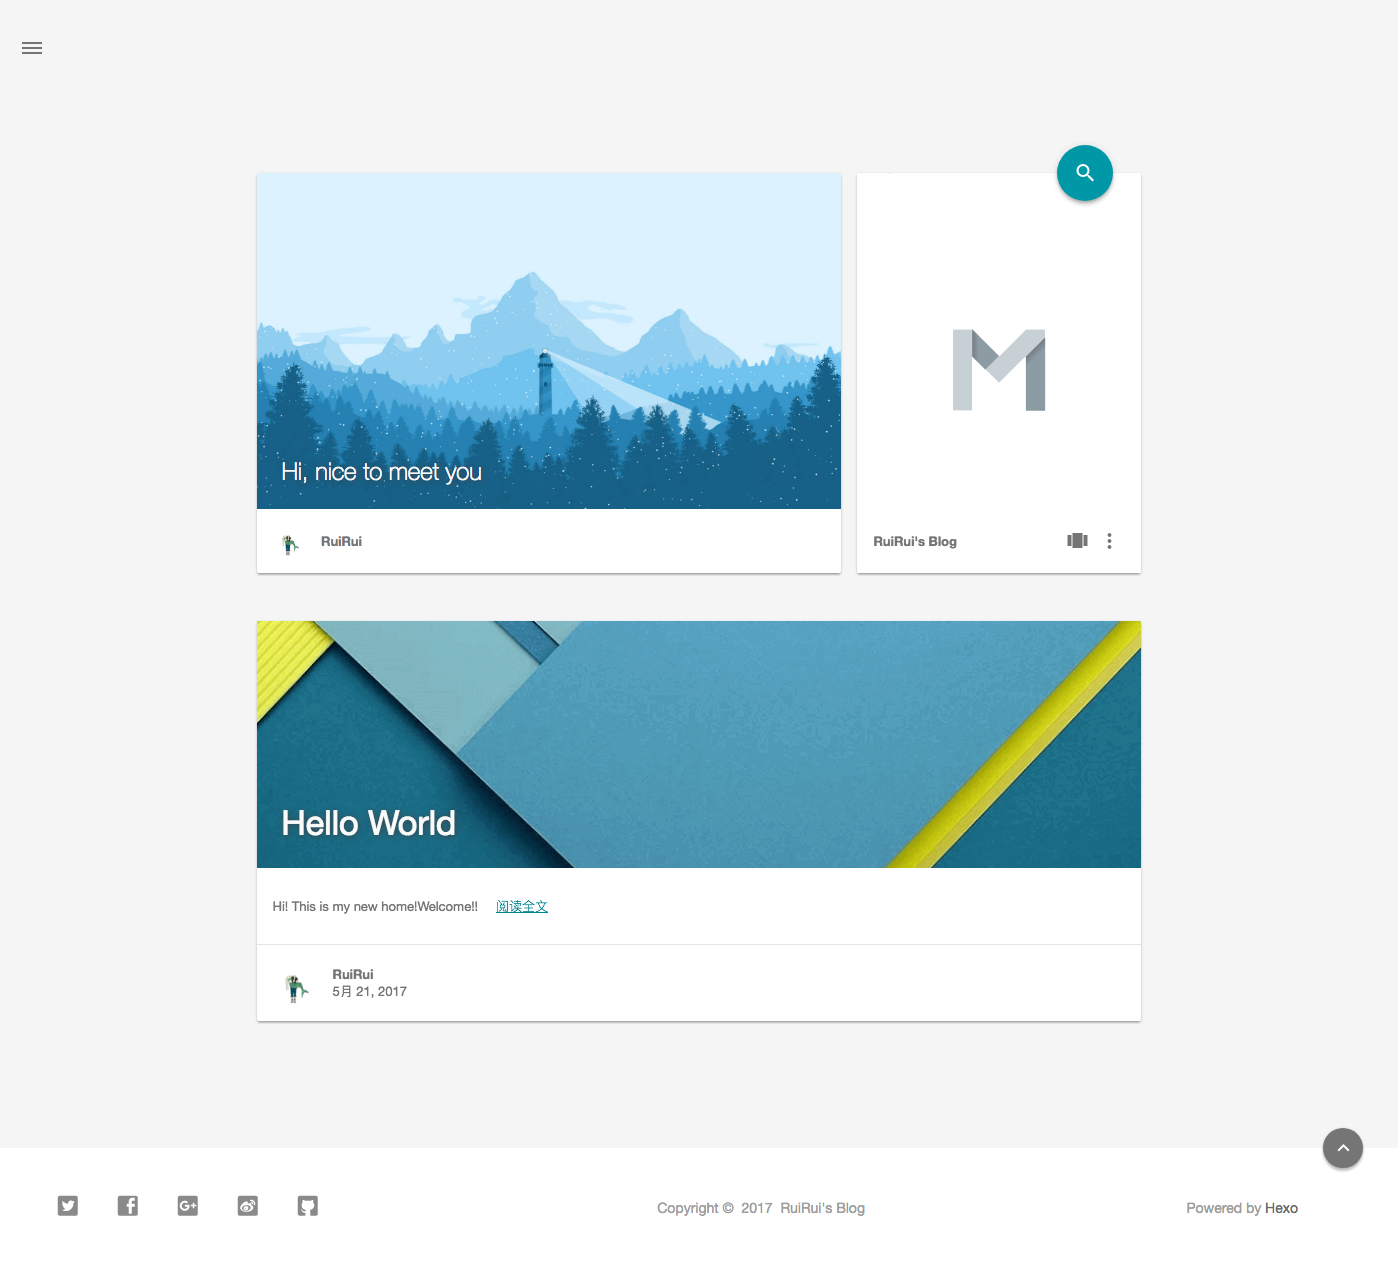 Hi, nice to meet you
RuiRui
RuiRui's Blog
Hello World
Hi! This is my new home!Welcome!! 阅读全文
RuiRui
5月 21, 2017
Copyright © 2017 RuiRui's Blog
Powered by Hexo